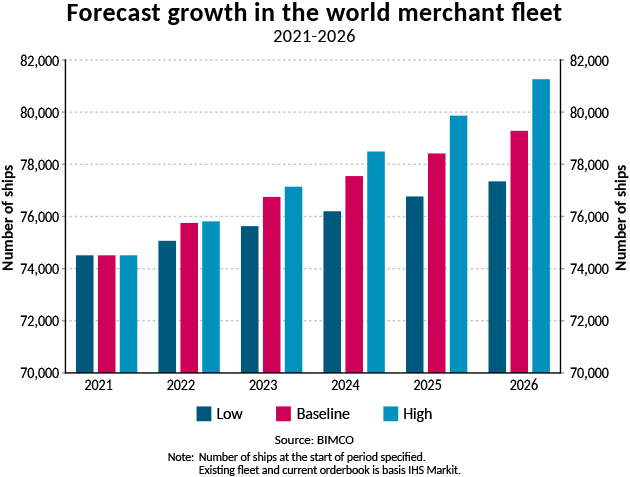 Forecast growth in the world merchant fleet
2021-2026
82,000
80,000
78,000
76,000
74,000
72,000
70,000
Number of ships
82,000
80,000
78,000
76,000
74,000
72,000
70,000
Number of ships
2021 2022 2023 2024 2025 2026
Low Baseline High
Source: BIMCO
Note: Number of ships at the start of period specified.
Existing fleet and current orderbook is basis IHS Markit.